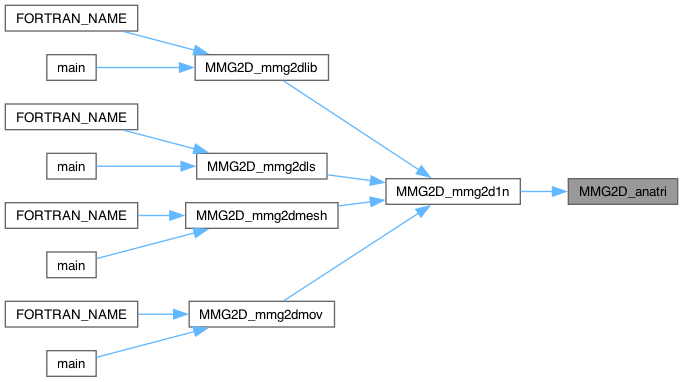 FORTRAN_NAME
main
MMG2D_mmg2dlib
FORTRAN_NAME
main
MMG2D_mmg2dls
MMG2D_mmg2d1n
MMG2D_anatri
FORTRAN_NAME
main
MMG2D_mmg2dmesh
FORTRAN_NAME
main
MMG2D_mmg2dmov